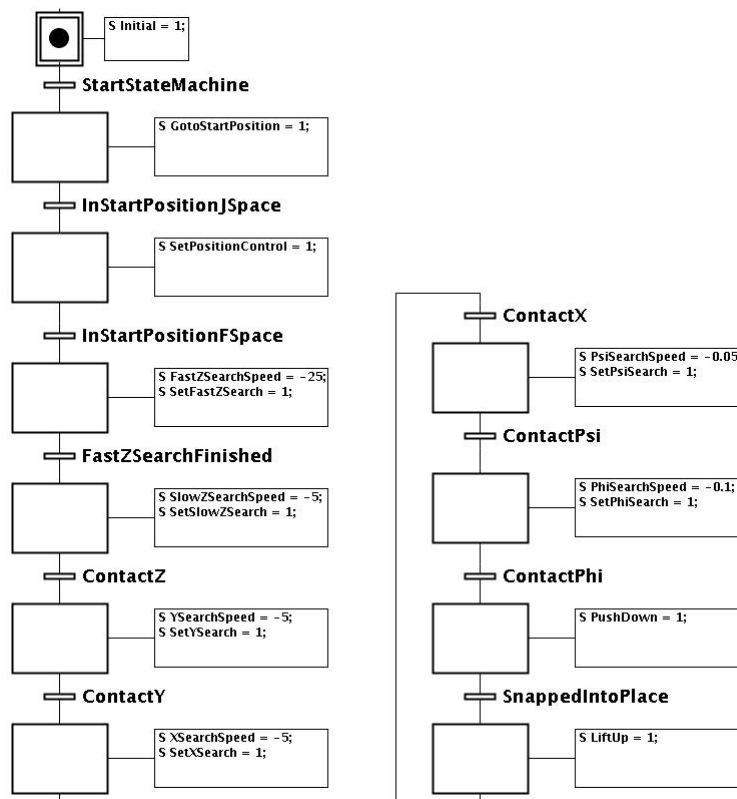 S Initial = 1;
StartStateMachine
S GotoStartPosition = 1;
InStartPositionJSpace
S SetPositionControl = 1;
InStartPositionFSpace
S FastZSearchSpeed = -25;
S SetFastZSearch = 1;
FastZSearchFinished
S SlowZSearchSpeed = -5;
S SetSlowZSearch = 1;
ContactZ
S YSearchSpeed = -5;
S SetYSearch = 1;
ContactY
S XSearchSpeed = -5;
S SetXSearch = 1;
ContactX
S PsiSearchSpeed = -0.05
S SetPsiSearch = 1;
ContactPsi
S PhiSearchSpeed = -0.1;
S SetPhiSearch = 1;
ContactPhi
S PushDown = 1;
SnappedIntoPlace
S LiftUp = 1;